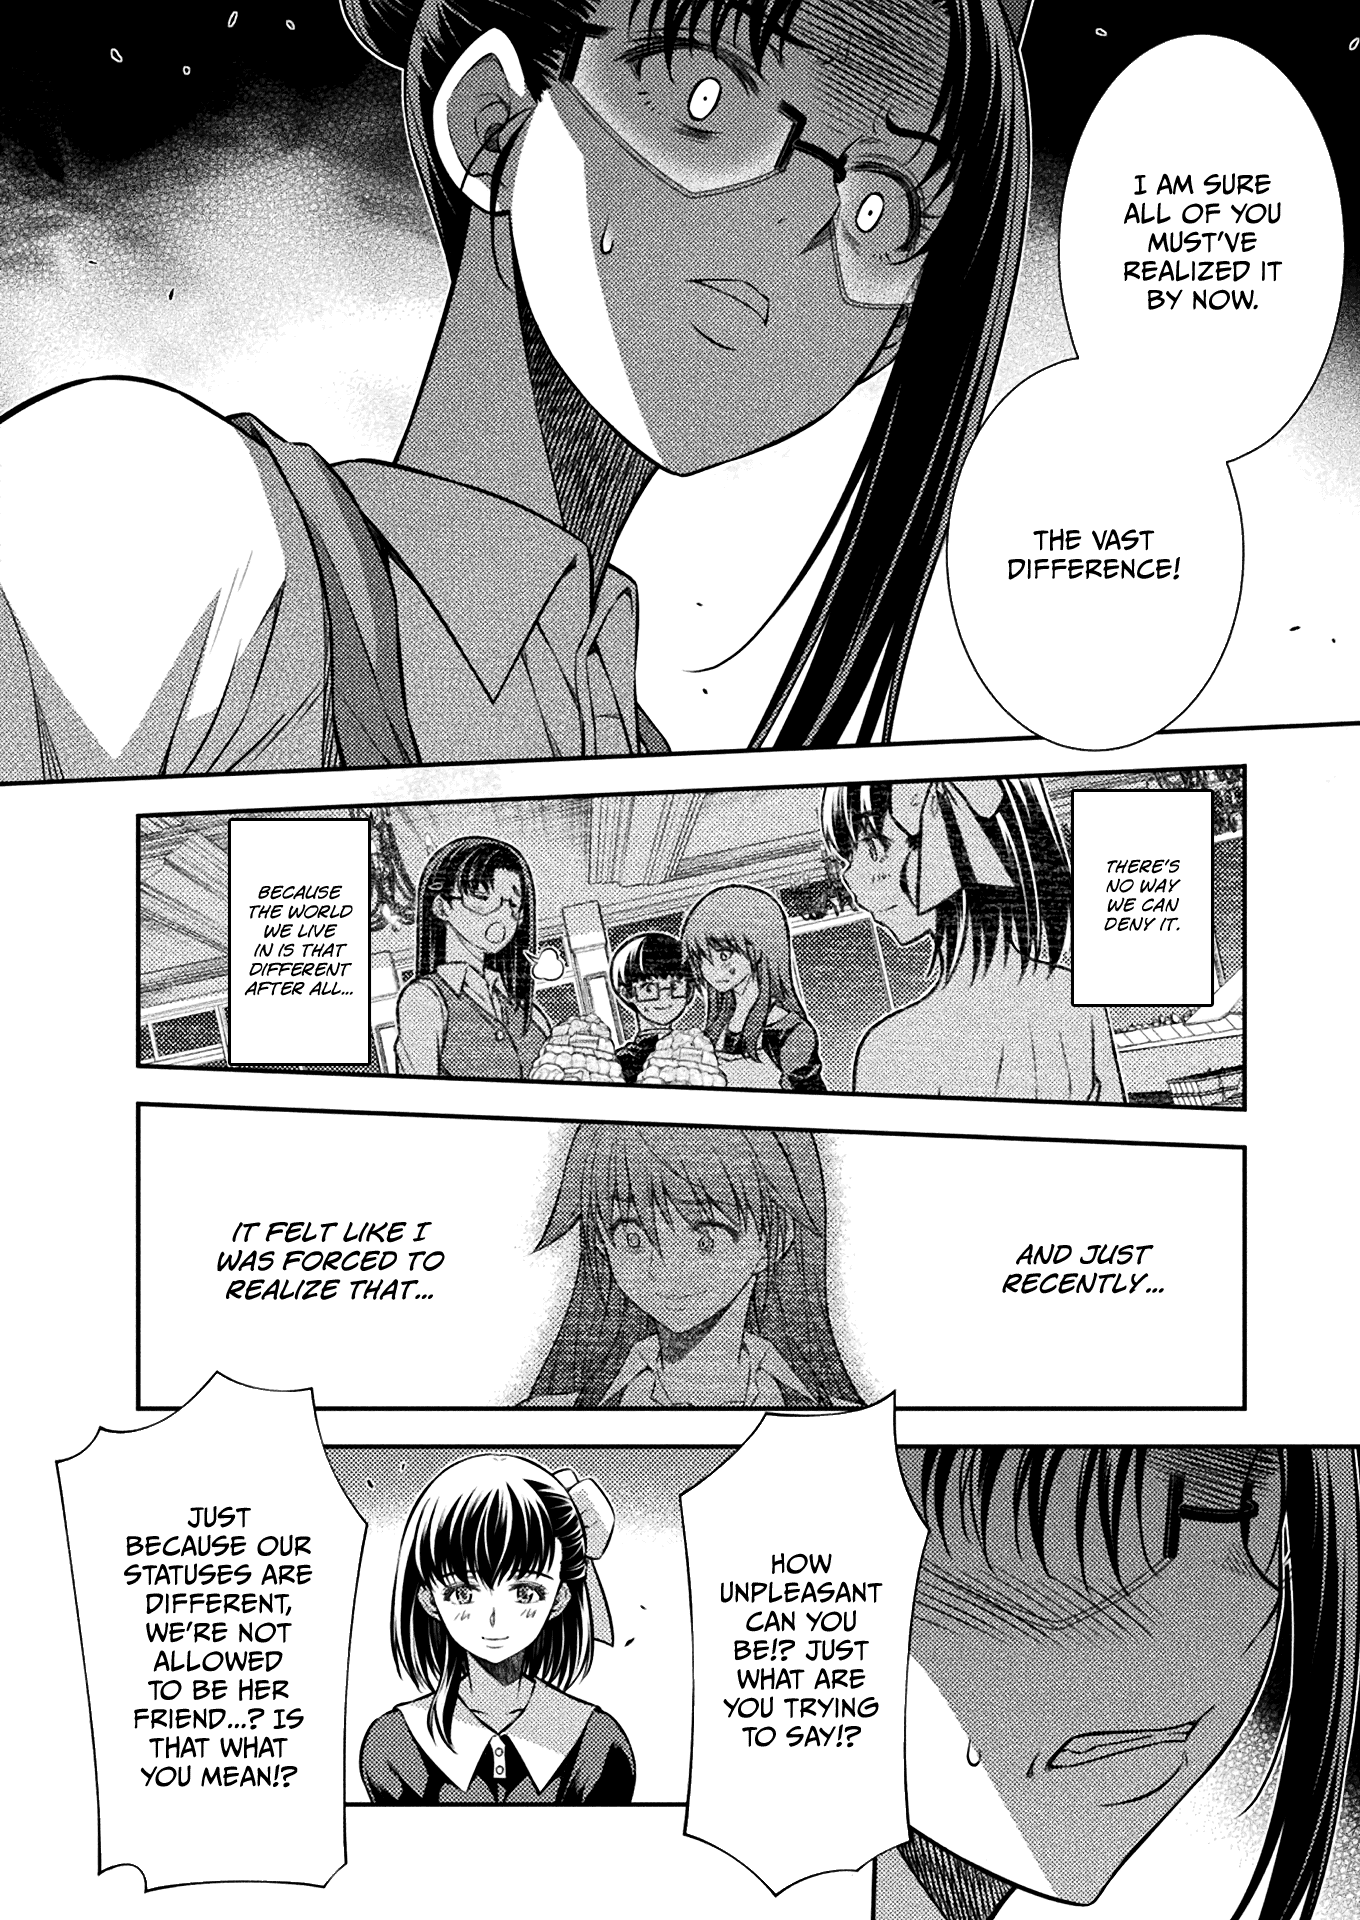 I AM SURE
ALL OF YOU
MUST'VE
REALIZED IT
BY NOW.
THE VAST
DIFFERENCE!
THERE'S
NO WAY
WE CAN
DENY IT.
BECAUSE
THE WORLD
WE LIVE
IN IS THAT
DIFFERENT
AFTER ALL...
AND JUST
RECENTLY...
IT FELT LIKE I
WAS FORCED TO
REALIZE THAT...
HOW
UNPLEASANT
CAN YOU
BE!? JUST
WHAT ARE
YOU TRYING
TO SAY!?
JUST
BECAUSE OUR
STATUSES ARE
DIFFERENT,
WE'RE NOT
ALLOWED
TO BE HER
FRIEND...? IS
THAT WHAT
YOU MEAN!?